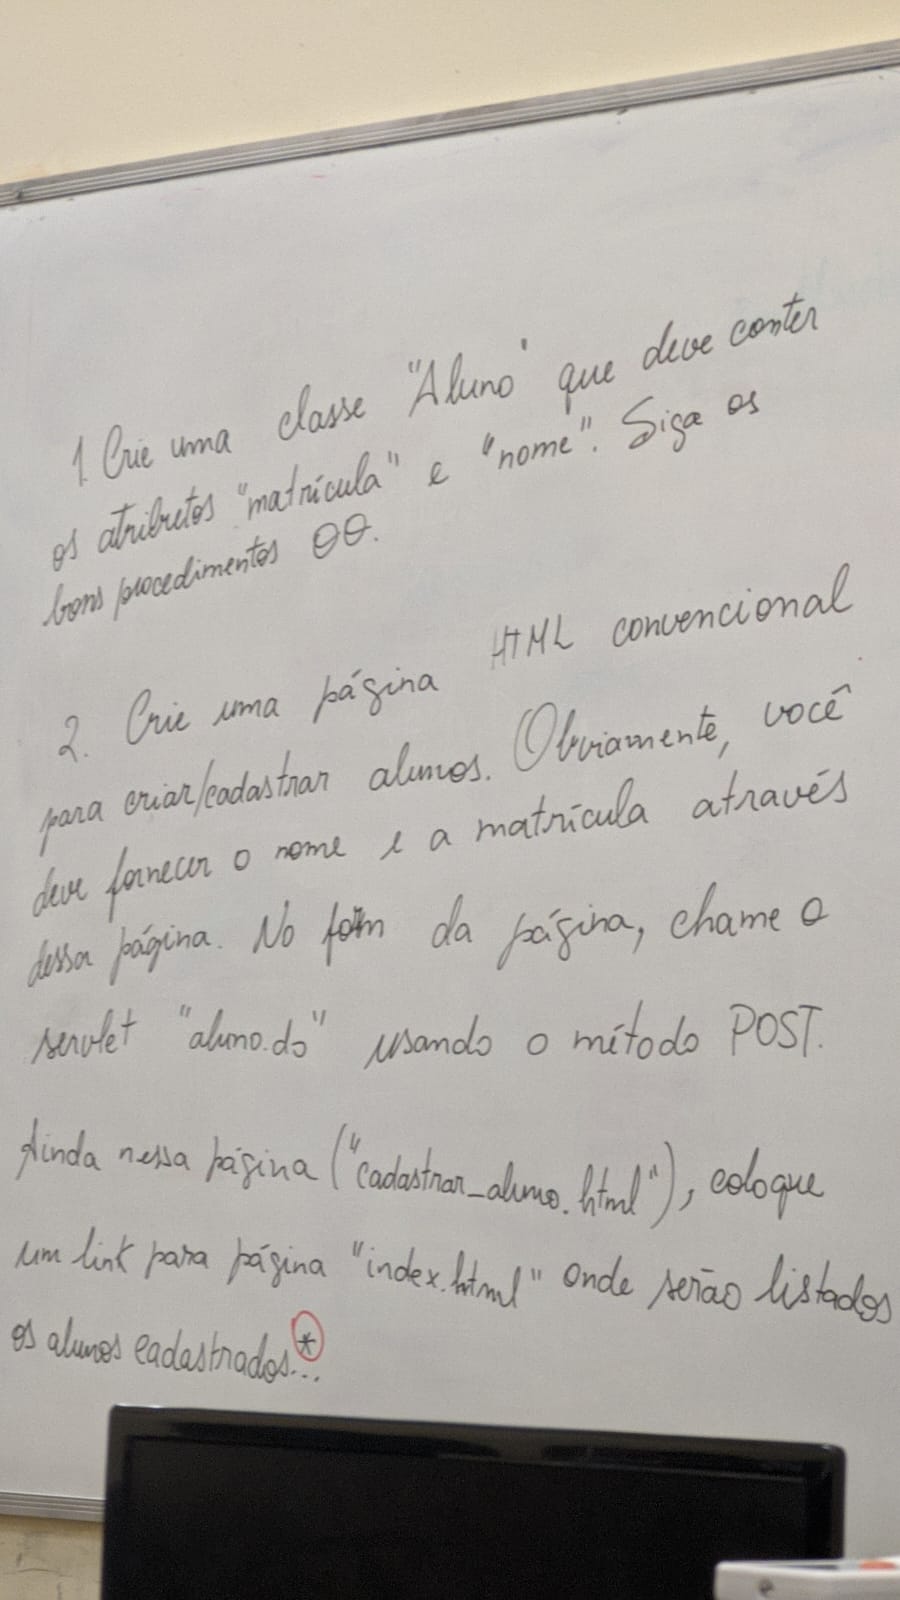 1. Crie uma classe "Aluno" que deve conter
os atributos "matrícula" e "nome". Siga os
bons procedimentos OO.
2. Crie uma página HTML convencional
para criar/cadastrar alunos. Obviamente, você
deve fornecer o nome e a matrícula através
dessa página. No form da página, chame o
servlet "aluno.do" usando o método POST.
Ainda nessa página ("cadastrar_aluno.html"), coloque
um link para página "index.html" onde serão listados
os alunos cadastrados...*